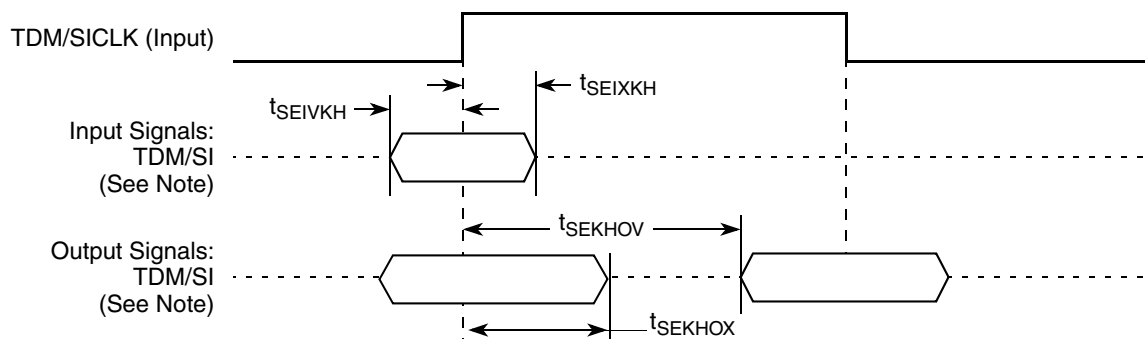 TDM/SICLK (Input)
tSEIXKH
tSEIVKH
Input Signals:
TDM/SI
(See Note)
tSEKHOV
Output Signals:
TDM/SI
(See Note)
tSEKHOX